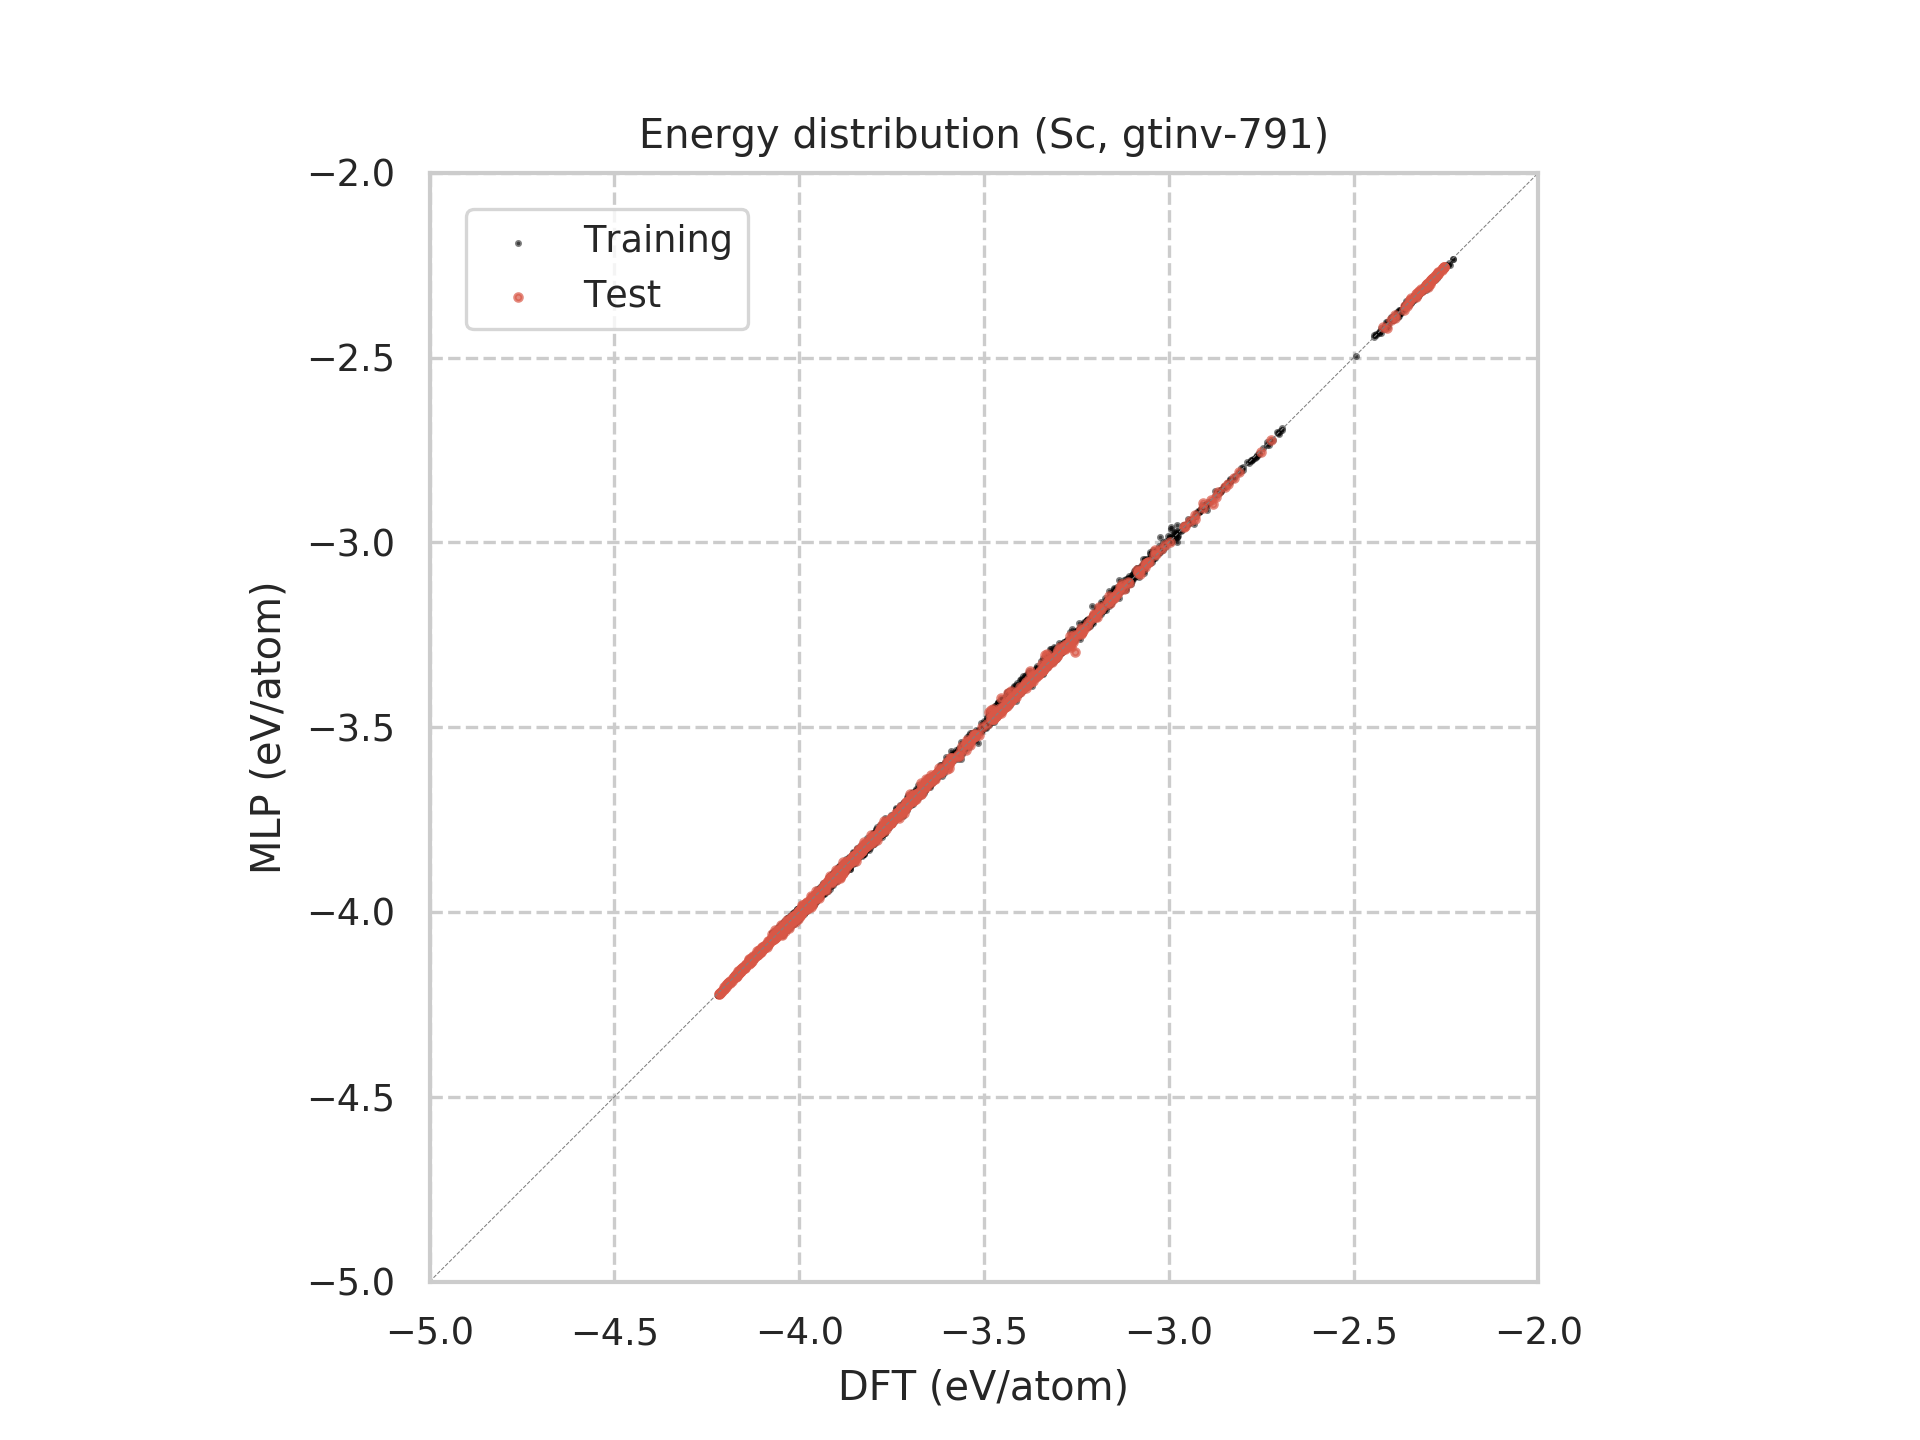 Energy distribution (Sc, gtinv-791)
−2.0
−2.5
−3.0
−3.5
−4.0
−4.5
−5.0
MLP (eV/atom)
Training
Test
−5.0 −4.5 −4.0 −3.5 −3.0 −2.5 −2.0
DFT (eV/atom)